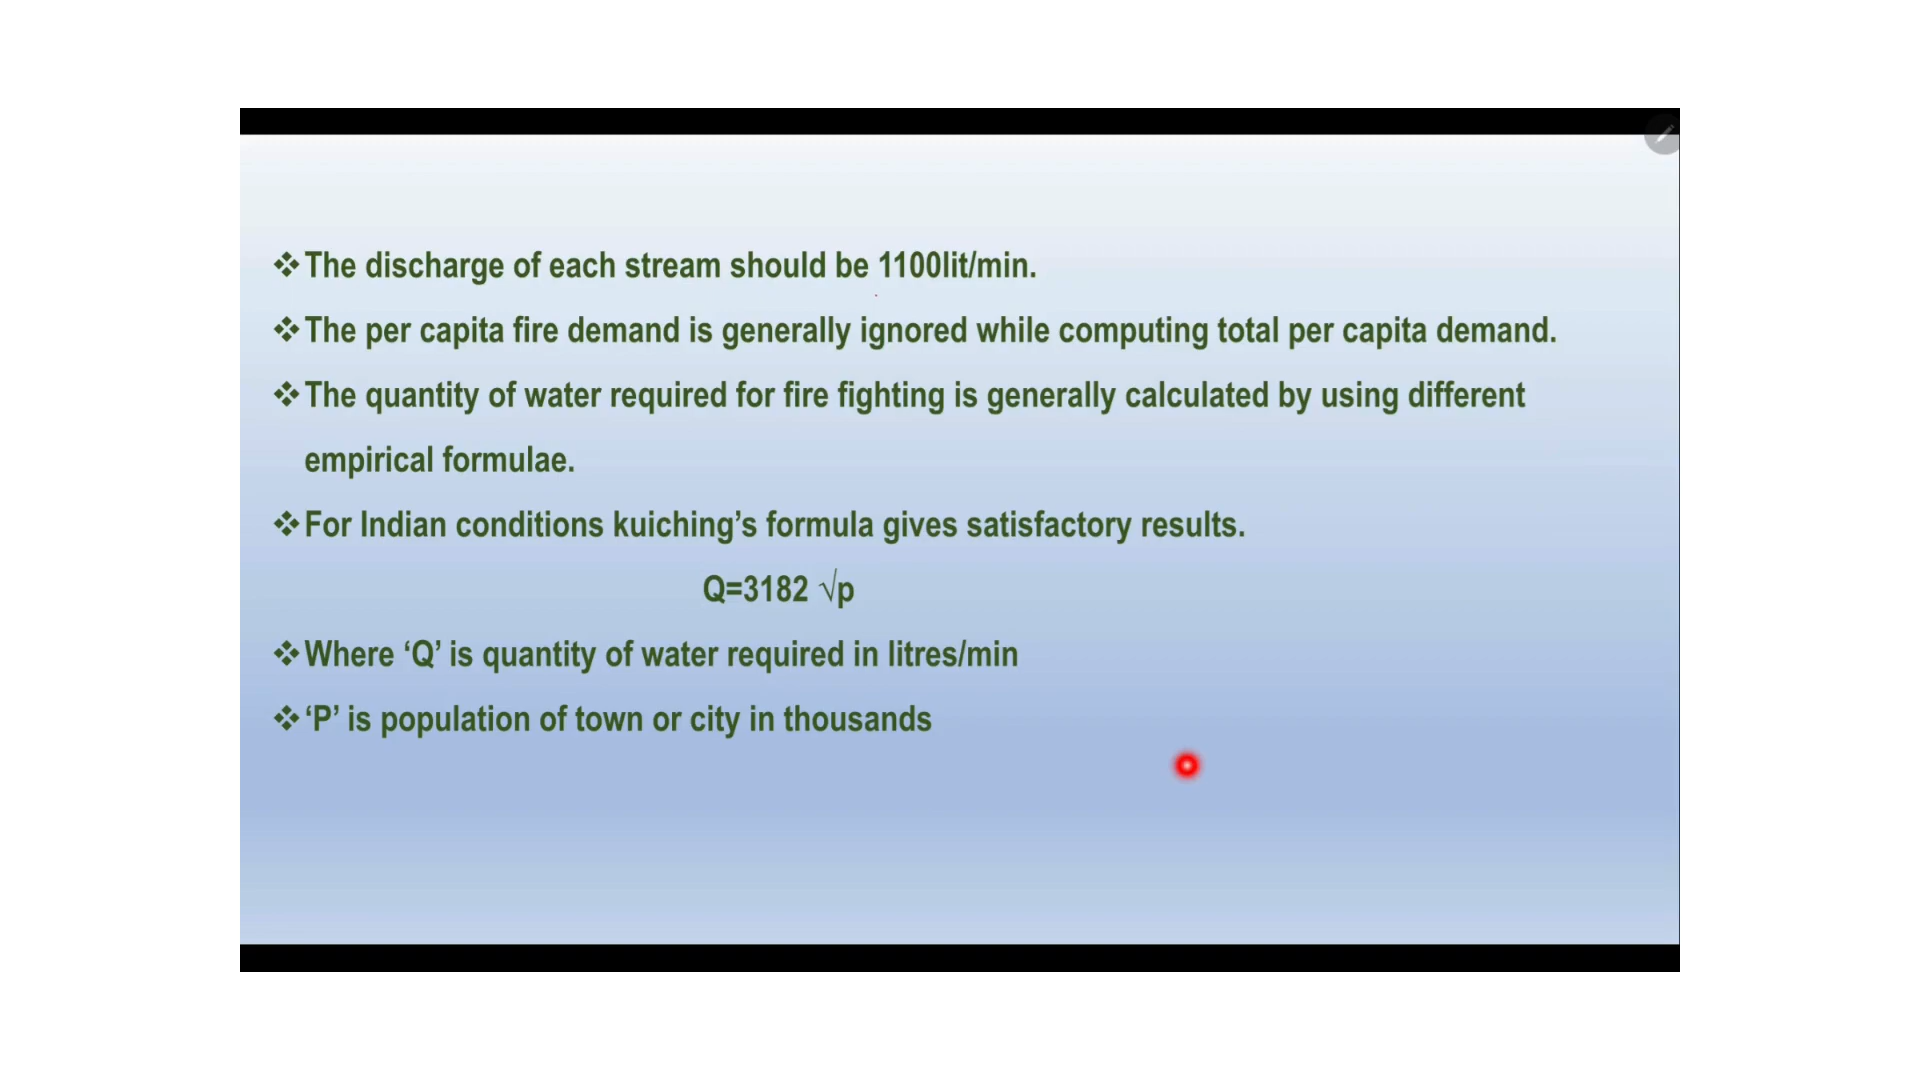 ❖The discharge of each stream should be 1100lit/min.
❖The per capita fire demand is generally ignored while computing total per capita demand.
❖The quantity of water required for fire fighting is generally calculated by using different
empirical formulae.
❖For Indian conditions kuiching’s formula gives satisfactory results.
Q=3182 √p
❖Where ‘Q’ is quantity of water required in litres/min
❖‘P’ is population of town or city in thousands